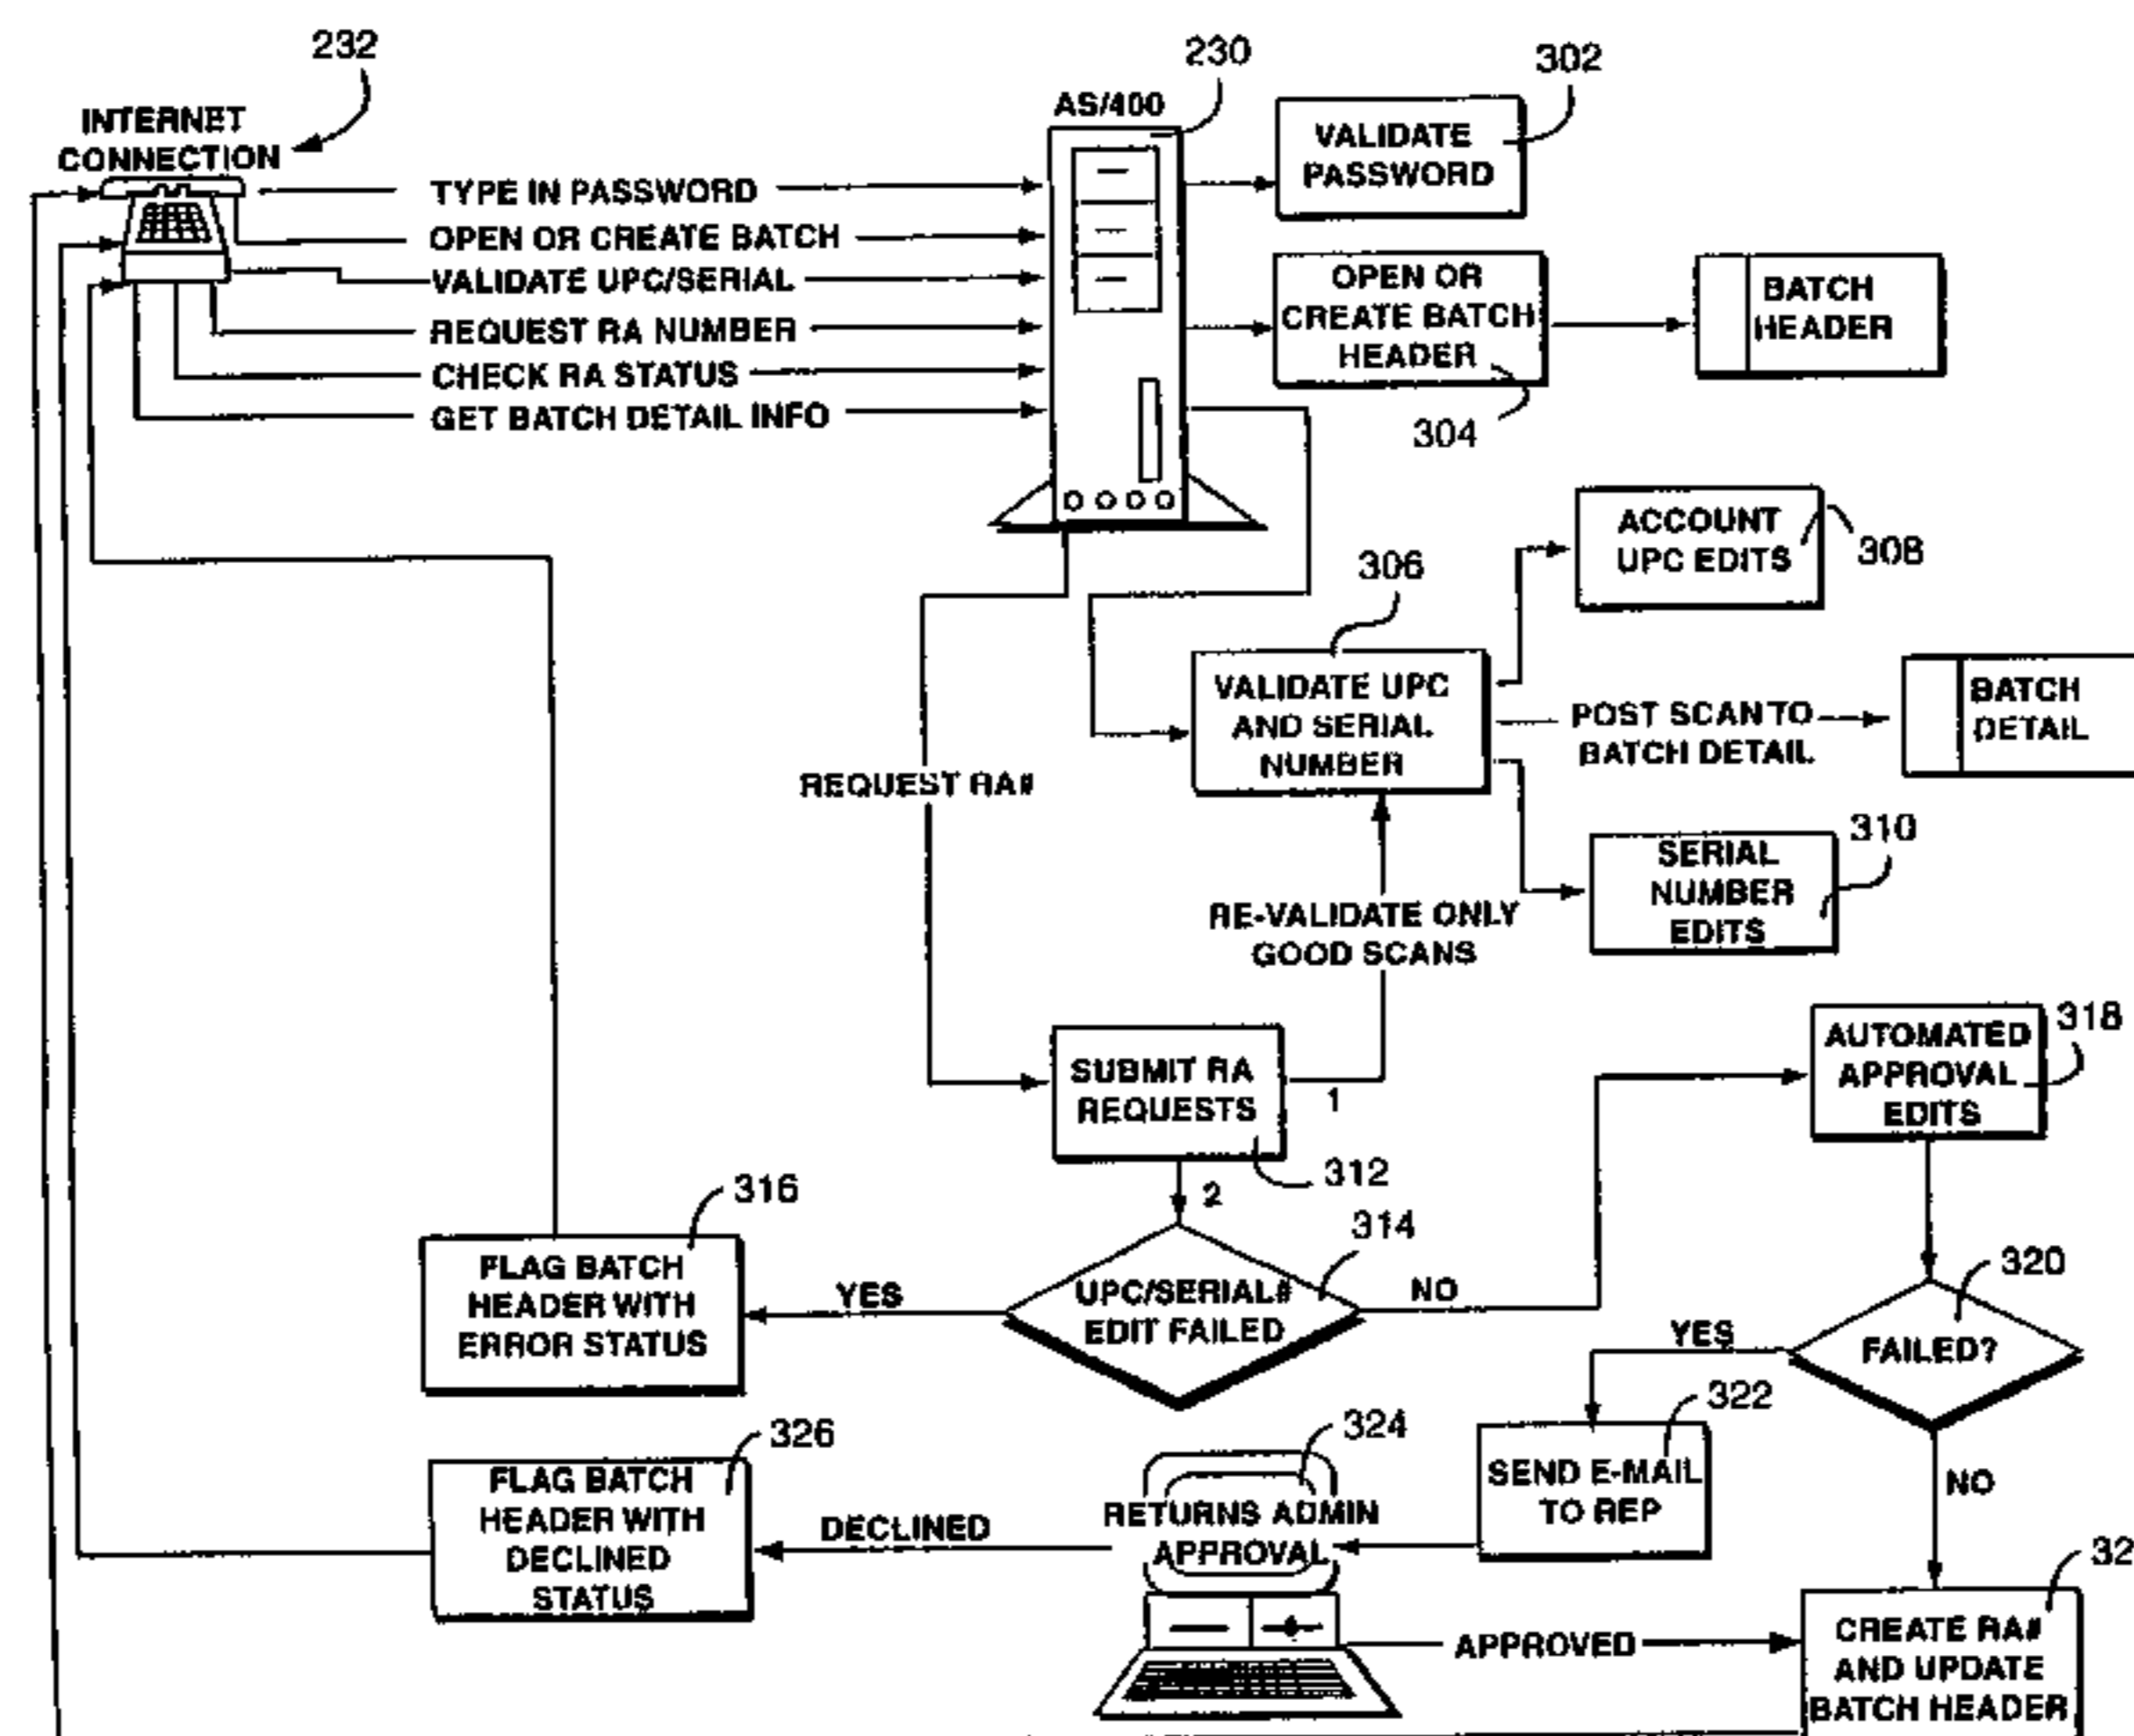 232
230
302
AS/400
INTERNET
CONNECTION
VALIDATE
PASSWORD
TYPE IN PASSWORD
OPEN OR CREATE BATCH
VALIDATE UPC/SERIAL
REQUEST RA NUMBER
CHECK RA STATUS
GET BATCH DETAIL INFO
OPEN OR
CREATE BATCH
HEADER
304
BATCH
HEADER
ACCOUNT
UPC EDITS
308
306
VALIDATE UPC
AND SERIAL
NUMBER
POST SCAN TO
BATCH DETAIL
BATCH
DETAIL
REQUEST RA#
310
SERIAL
NUMBER
EDITS
RE-VALIDATE ONLY
GOOD SCANS
SUBMIT RA
REQUESTS
1
312
2
AUTOMATED
APPROVAL
EDITS
318
316
314
FLAG BATCH
HEADER WITH
ERROR STATUS
YES
UPC/SERIAL#
EDIT FAILED
NO
320
FAILED?
YES
322
NO
SEND E-MAIL
TO REP
324
RETURNS ADMIN
APPROVAL
326
FLAG BATCH
HEADER WITH
DECLINED
STATUS
DECLINED
APPROVED
32
CREATE RA#
AND UPDATE
BATCH HEADER